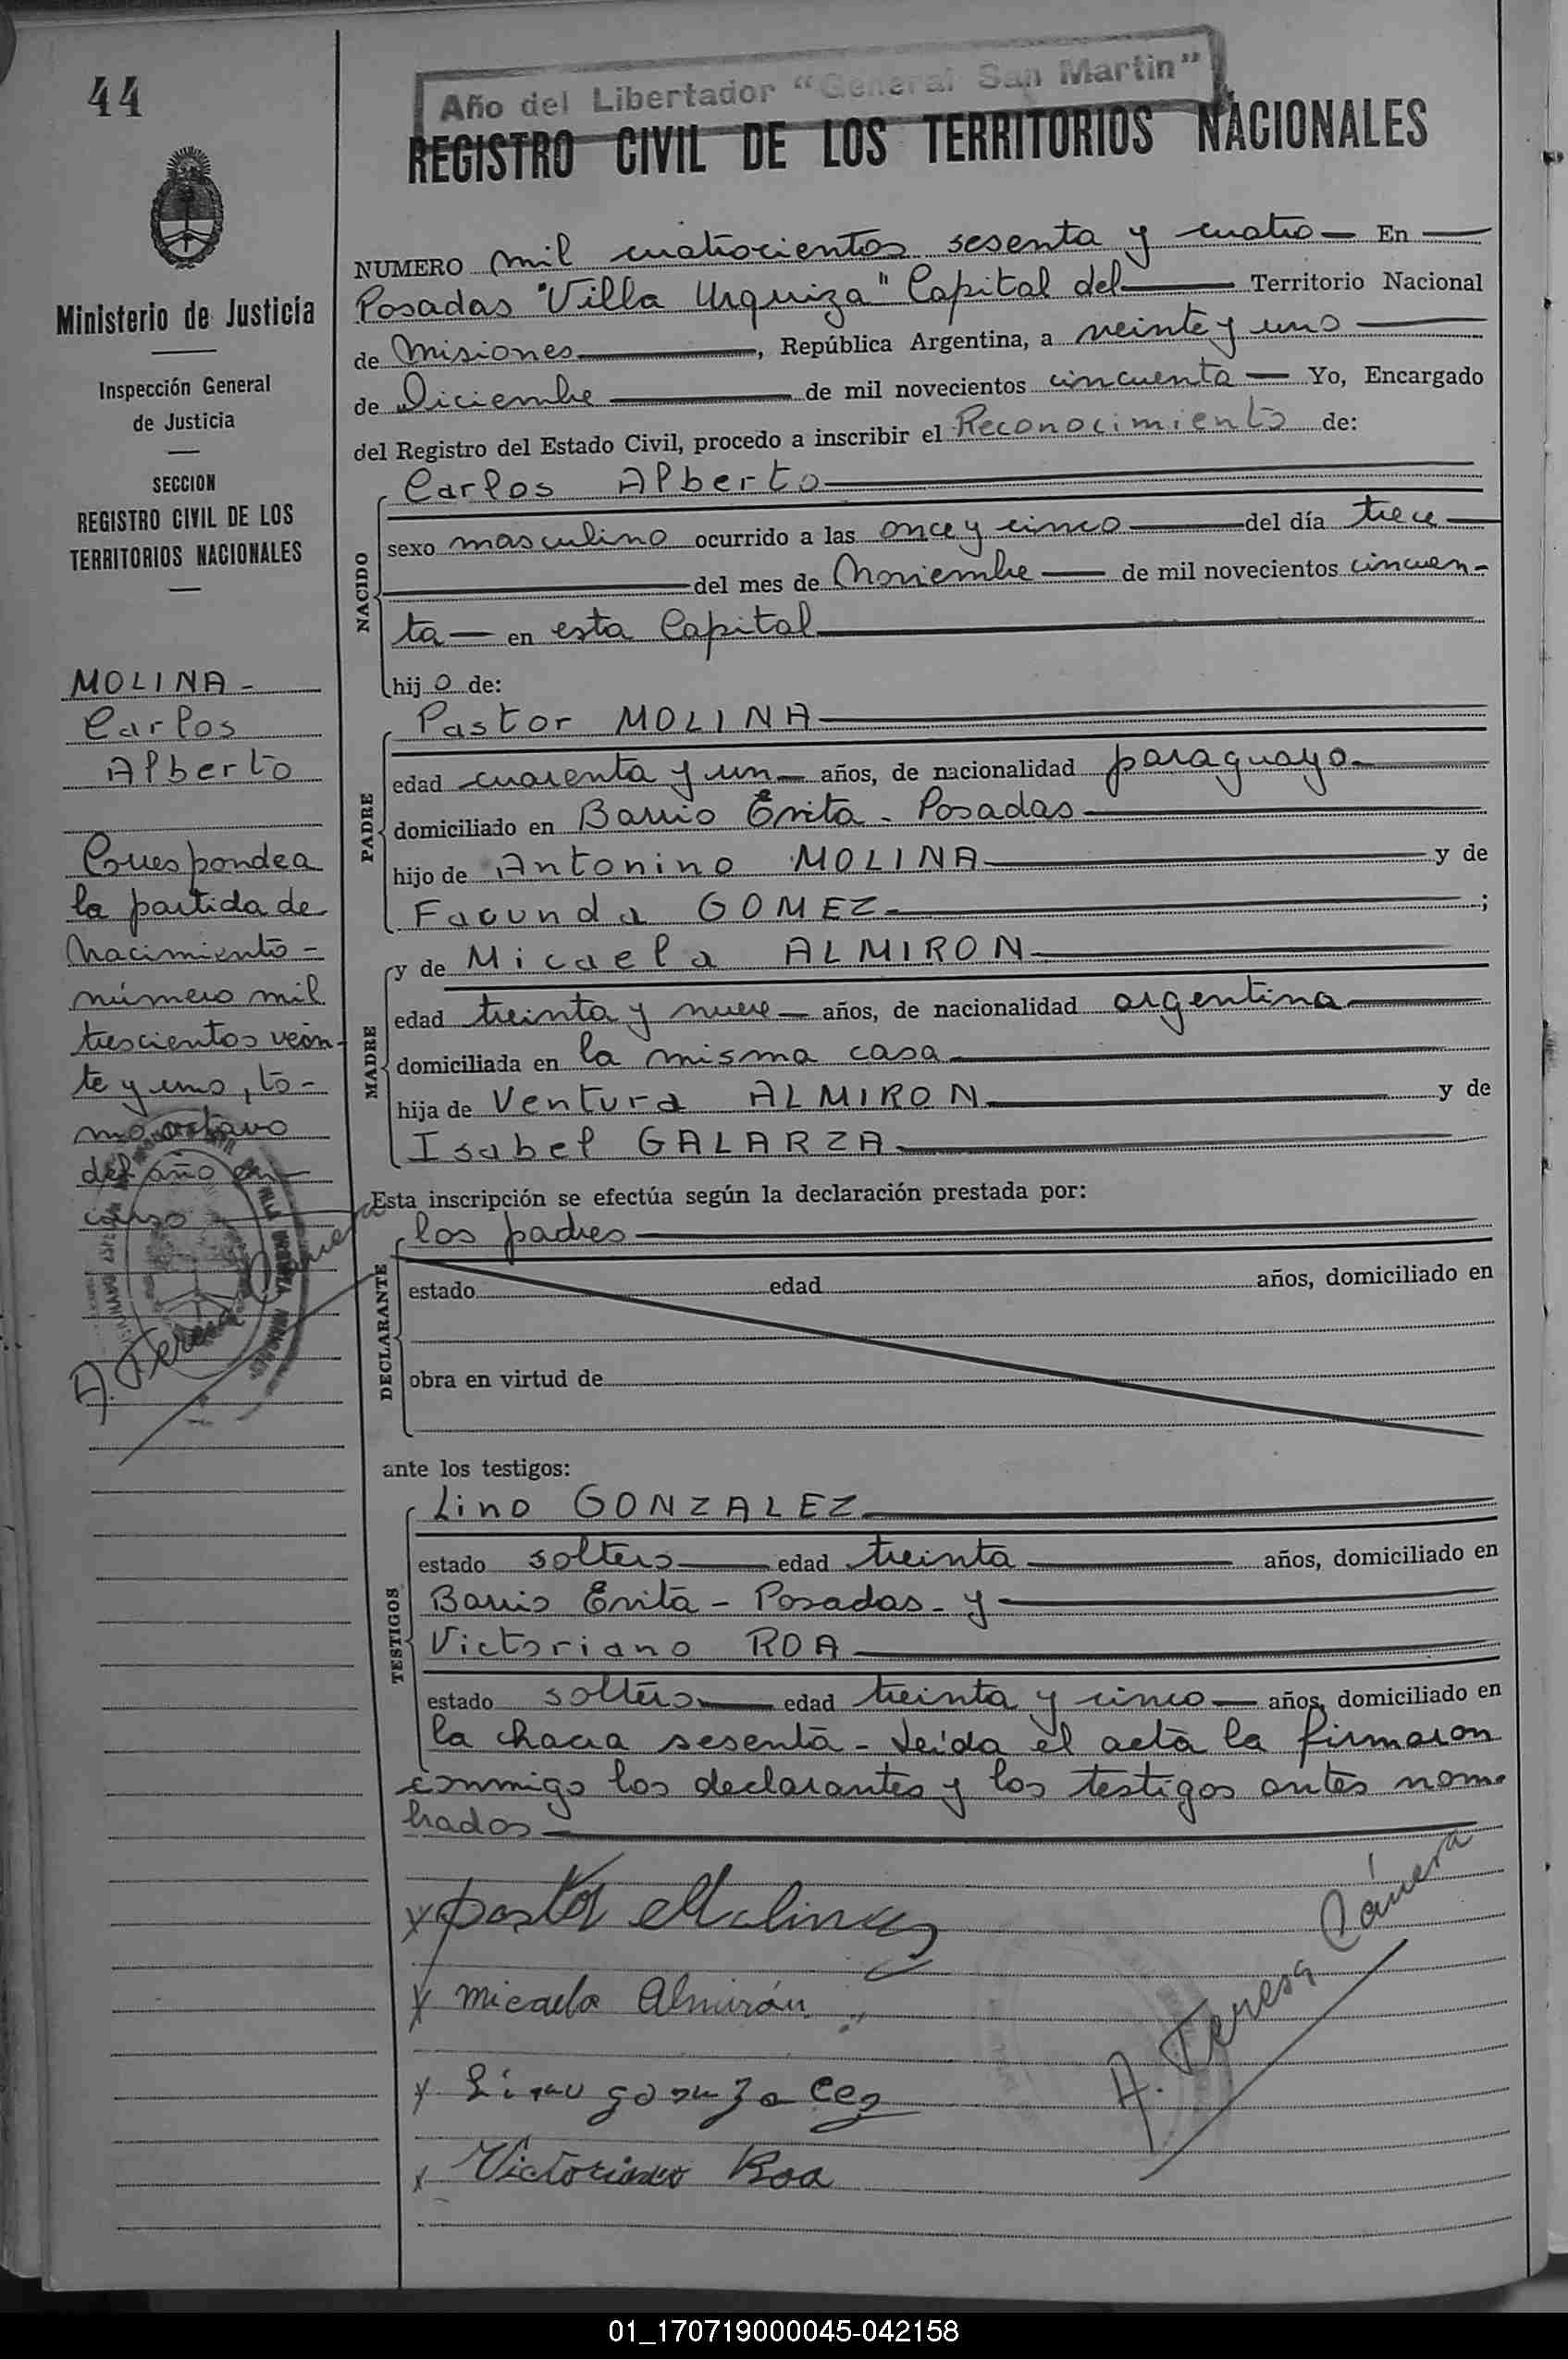 44
Año del Libertador "General San Martin"
REGISTRO CIVIL DE LOS TERRITORIOS NACIONALES
Ministerio de Justicia
Inspección General
de Justicia
SECCION
REGISTRO CIVIL DE LOS
TERRITORIOS NACIONALES
MOLINA-
Carlos
Alberto
Corresponde a
la partida de
Nacimiento-
número mil
trescientos vein-
te y uno, to-
mo octavo
del año en
curso
A. Teresa Cánera
NUMERO mil cuatrocientos sesenta y cuatro — En —
Posadas "Villa Urquiza" Capital del — Territorio Nacional
de Misiones —, República Argentina, a veinte y uno —
de Diciembre — de mil novecientos cincuenta — Yo, Encargado
del Registro del Estado Civil, procedo a inscribir el Reconocimiento de:
NACIDO
Carlos Alberto —
sexo masculino ocurrido a las once y cinco — del día trece —
— del mes de Noviembre — de mil novecientos cincuen-
ta — en esta Capital —
hijo de:
PADRE
Pastor MOLINA —
edad cuarenta y un — años, de nacionalidad paraguayo —
domiciliado en Barrio Evita - Posadas —
hijo de Antonino MOLINA — y de
Facunda GOMEZ — ;
MADRE
y de Micaela ALMIRON —
edad treinta y nueve — años, de nacionalidad argentina —
domiciliada en la misma casa —
hija de Ventura ALMIRON — y de
Isabel GALARZA —
Esta inscripción se efectúa según la declaración prestada por:
DECLARANTE
los padres —
estado edad años, domiciliado en
obra en virtud de
ante los testigos:
TESTIGOS
Lino GONZALEZ —
estado soltero — edad treinta — años, domiciliado en
Barrio Evita - Posadas - y —
Victoriano ROA —
estado soltero — edad treinta y cinco — años, domiciliado en
la chacra sesenta - Leída el acta la firmaron
conmigo los declarantes y los testigos antes nom-
brados —
x Pastor Molinas
x micaela Almirón
x Lino gonzalez
x Victoriano Roa
A. Teresa Cánera
01_170719000045-042158